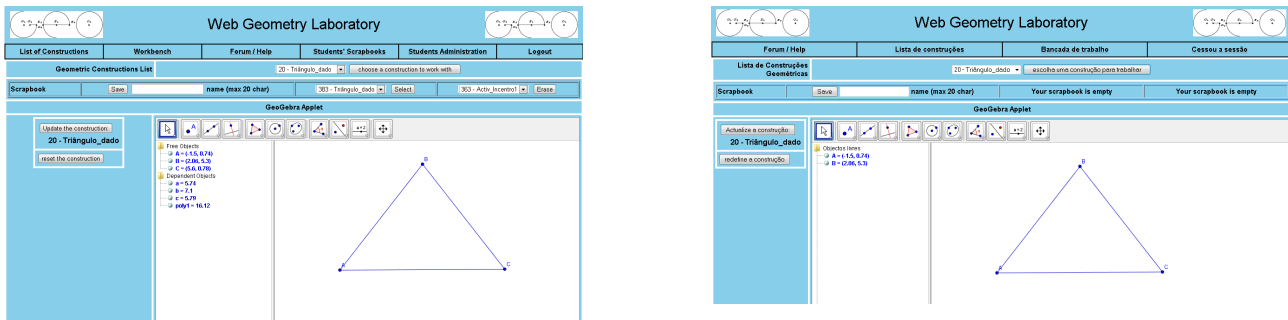 Web Geometry Laboratory
List of Constructions Workbench Forum / Help Students' Scrapbooks Students Administration Logout
Geometric Constructions List 20 - Triângulo_dado choose a construction to work with
Scrapbook Save name (max 20 char) 383 - Triângulo_dado Select 363 - Activ_Incentro1 Erase
GeoGebra Applet
Update the construction
20 - Triângulo_dado
reset the construction
a=2
Free Objects
A = (-1.5, 0.74)
B = (2.06, 5.3)
C = (5.6, 0.78)
Dependent Objects
a = 5.74
b = 7.1
c = 5.79
poly1 = 16.12
B
A
C
Web Geometry Laboratory
Forum / Help Lista de construções Bancada de trabalho Cessou a sessão
Lista de Construções
Geométricas
20 - Triângulo_dado escolha uma construção para trabalhar
Scrapbook Save name (max 20 char) Your scrapbook is empty Your scrapbook is empty
GeoGebra Applet
Actualize a construção
20 - Triângulo_dado
redefine a construção
a=2
Objectos livres
A = (-1.5, 0.74)
B = (2.06, 5.3)
B
A
C